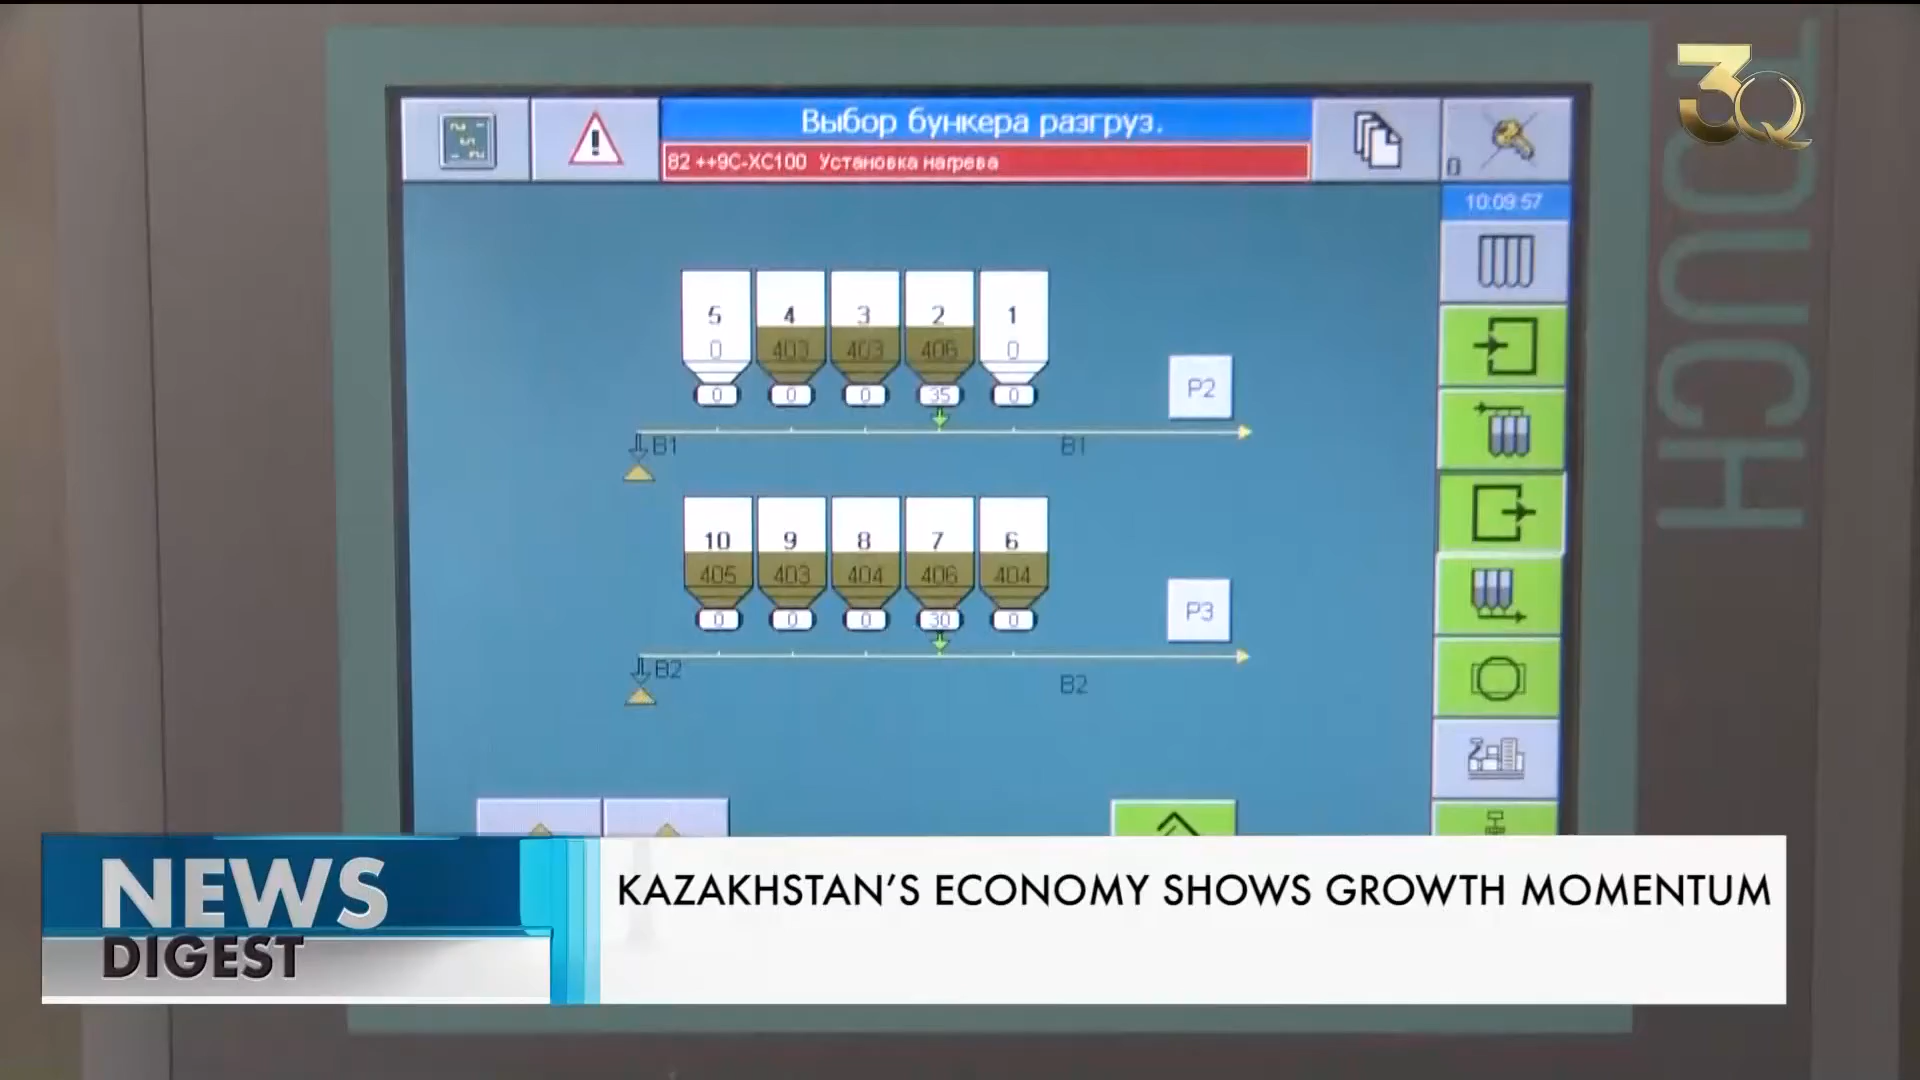 3Q
TOUCH
Выбор бункера разгруз.
82 ++9C-XC100 Установка нагрева
0
10:09:57
5 4 3 2 1
0 403 403 406 0
0 0 0 35 0
P2
B1 B1
10 9 8 7 6
405 403 404 406 404
0 0 0 30 0
P3
B2 B2
NEWS
DIGEST
KAZAKHSTAN’S ECONOMY SHOWS GROWTH MOMENTUM